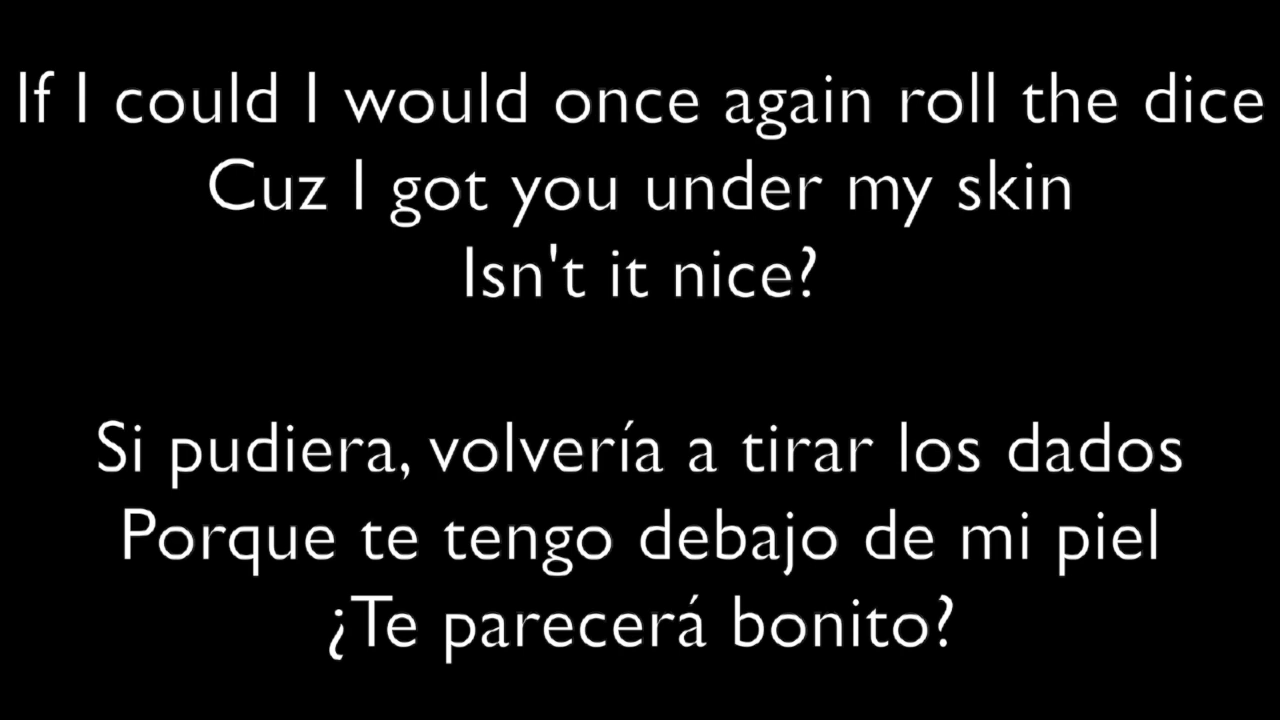 If I could I would once again roll the dice
Cuz I got you under my skin
Isn't it nice?
Si pudiera, volvería a tirar los dados
Porque te tengo debajo de mi piel
¿Te parecerá bonito?